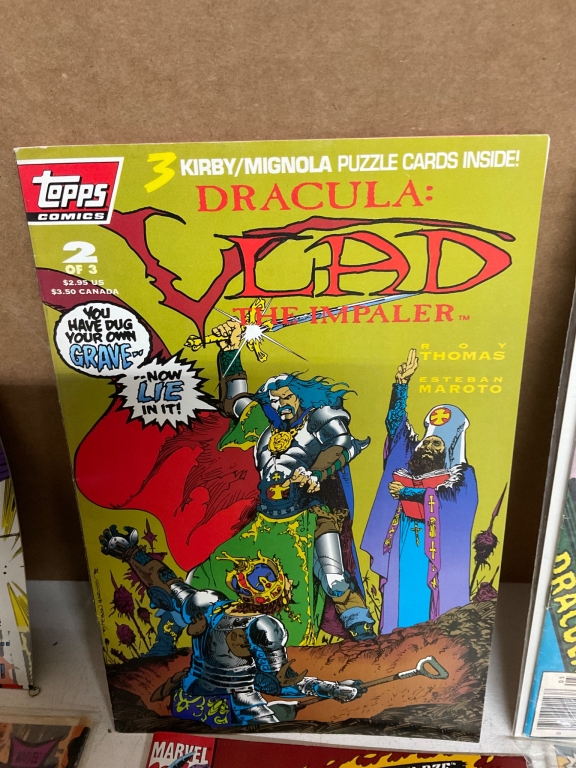 3 KIRBY/MIGNOLA PUZZLE CARDS INSIDE!
TOPPS
COMICS
DRACULA:
VLAD
THE IMPALER™
2
OF 3
$2.95 US
$3.50 CANADA
ROY
THOMAS
ESTEBAN
MAROTO
YOU
HAVE DUG
YOUR OWN
GRAVE--
--NOW
LIE
IN IT!
MARVEL